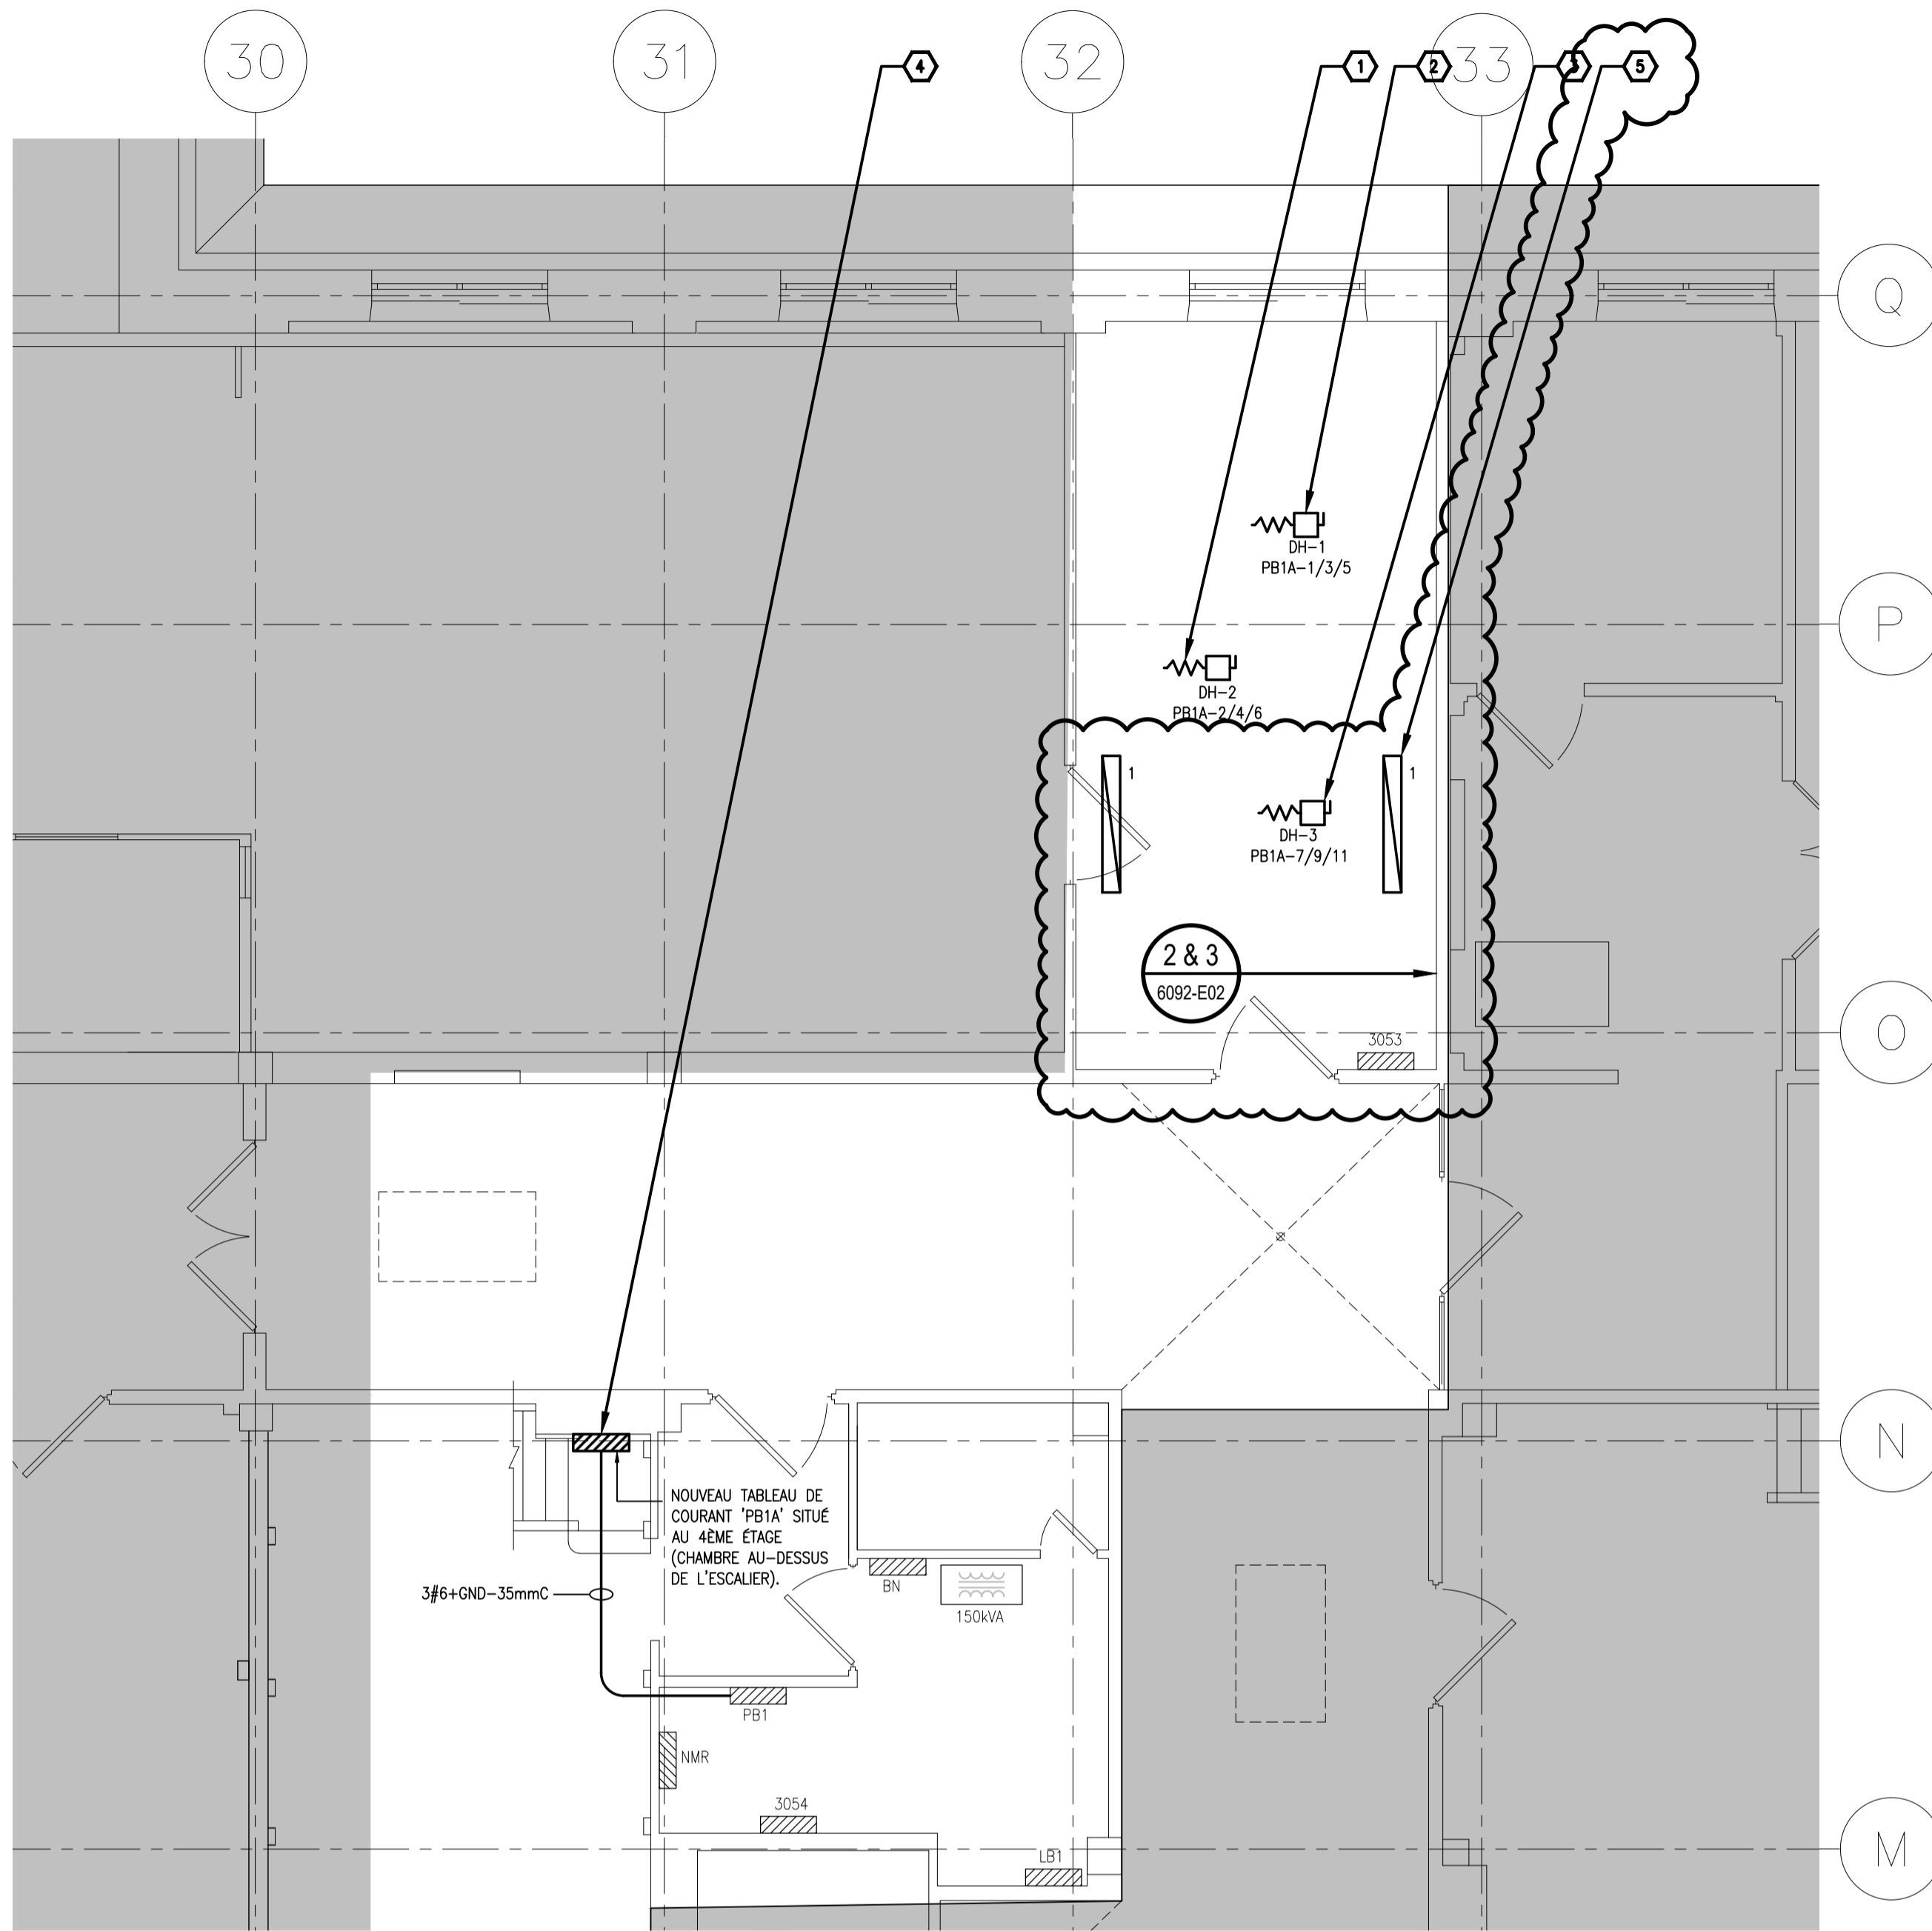 30
31
32
33
4
1
2
3
5
Q
DH-1
PB1A-1/3/5
P
DH-2
PB1A-2/4/6
1
1
DH-3
PB1A-7/9/11
2 & 3
6092-E02
O
3053
N
NOUVEAU TABLEAU DE
COURANT 'PB1A' SITUÉ
AU 4ÈME ÉTAGE
(CHAMBRE AU-DESSUS
DE L'ESCALIER).
3#6+GND-35mmC
BN
150kVA
PB1
NMR
3054
LB1
M